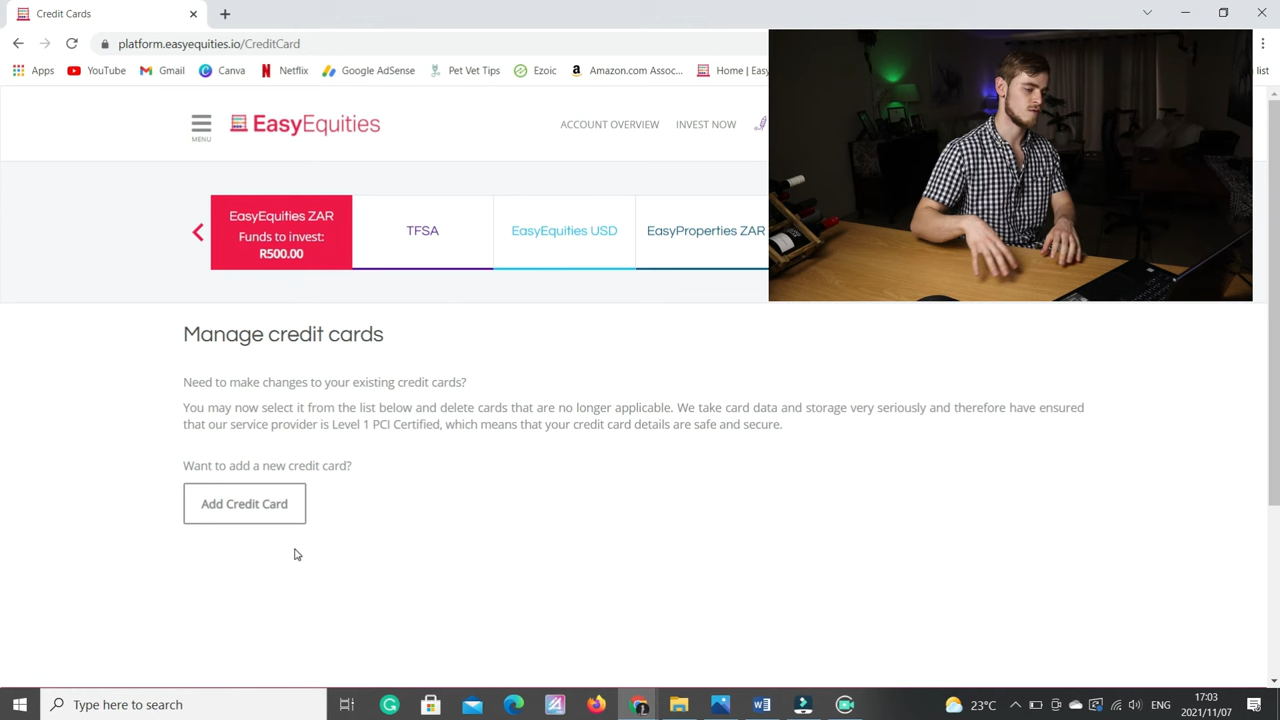 Credit Cards
platform.easyequities.io/CreditCard
Apps YouTube Gmail Canva Netflix Google AdSense Pet Vet Tips Ezoic Amazon.com Assoc... Home | Easy list
MENU
EasyEquities
ACCOUNT OVERVIEW INVEST NOW
EasyEquities ZAR
Funds to invest:
R500.00
TFSA
EasyEquities USD
EasyProperties ZAR
Manage credit cards
Need to make changes to your existing credit cards?
You may now select it from the list below and delete cards that are no longer applicable. We take card data and storage very seriously and therefore have ensured
that our service provider is Level 1 PCI Certified, which means that your credit card details are safe and secure.
Want to add a new credit card?
Add Credit Card
Type here to search
23°C
ENG
17:03
2021/11/07